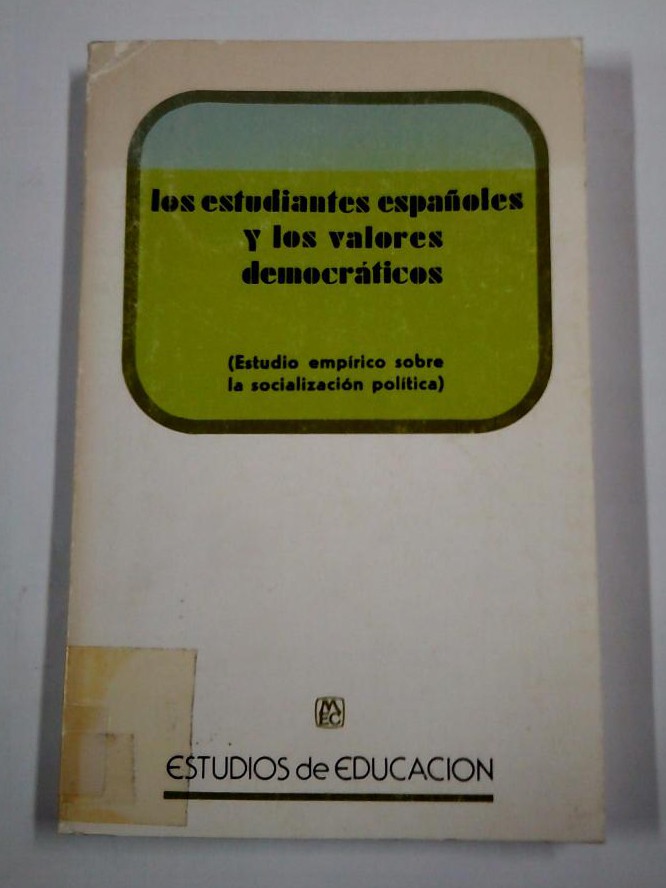 los estudiantes españoles
y los valores
democráticos
(Estudio empírico sobre
la socialización política)
MEC
ESTUDIOS de EDUCACION